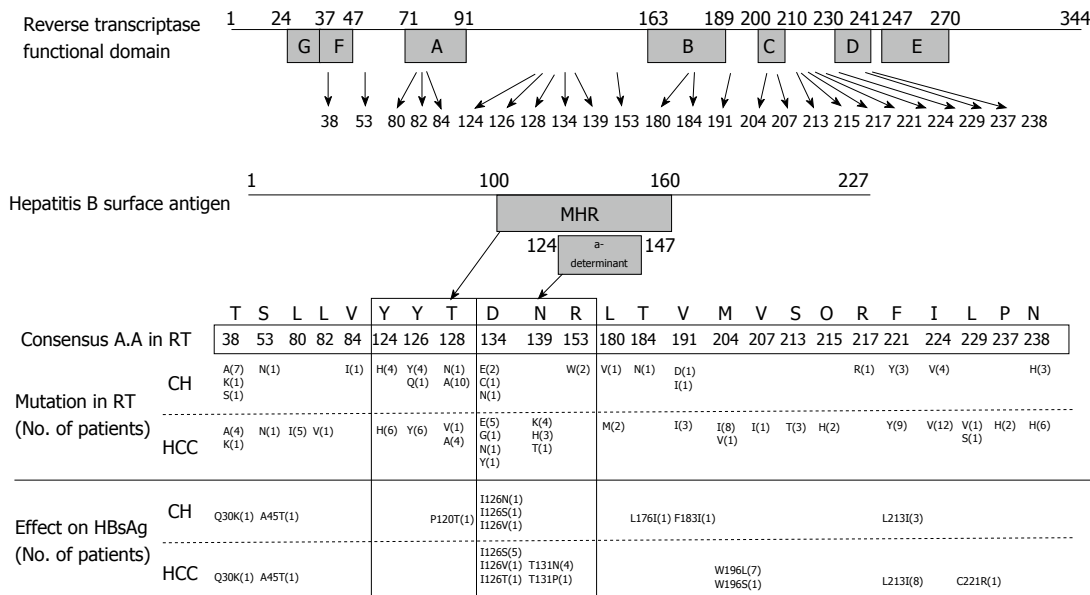 Reverse transcriptase
functional domain
1 24 37 47 71 91 163 189 200 210 230 241 247 270 344
G F A B C D E
38 53 80 82 84 124 126 128 134 139 153 180 184 191 204 207 213 215 217 221 224 229 237 238
1 100 160 227
Hepatitis B surface antigen
MHR
124 147
a-
determinant
T S L L V Y Y T D N R L T V M V S O R F I L P N
Consensus A.A in RT 38 53 80 82 84 124 126 128 134 139 153 180 184 191 204 207 213 215 217 221 224 229 237 238
Mutation in RT
(No. of patients)
CH
A(7) N(1) I(1) H(4) Y(4) N(1) E(2) W(2) V(1) N(1) D(1) R(1) Y(3) V(4) H(3)
K(1) Q(1) A(10) C(1) I(1)
S(1) N(1)
HCC
A(4) N(1) I(5) V(1) H(6) Y(6) V(1) E(5) K(4) M(2) I(3) I(8) I(1) T(3) H(2) Y(9) V(12) V(1) H(2) H(6)
K(1) A(4) G(1) H(3) V(1) S(1)
N(1) T(1)
Y(1)
Effect on HBsAg
(No. of patients)
CH
I126N(1)
Q30K(1) A45T(1) P120T(1) I126S(1) L176I(1) F183I(1) L213I(3)
I126V(1)
HCC
I126S(5)
I126V(1) T131N(4) W196L(7)
Q30K(1) A45T(1) I126T(1) T131P(1) W196S(1) L213I(8) C221R(1)